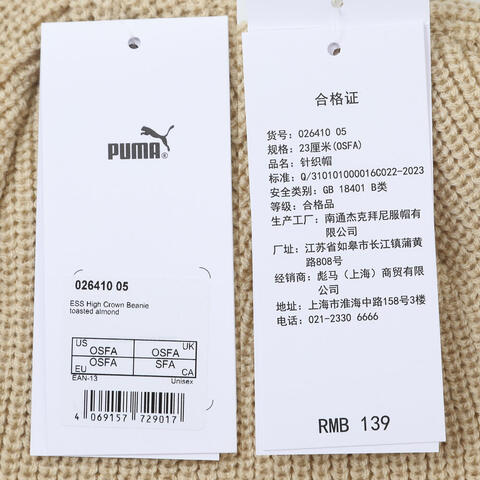 PUMA
026410 05
ESS High Crown Beanie
toasted almond
US OSFA OSFA UK
EU OSFA SFA CA
EAN-13 Unisex
4 069157 729017
合格证
货号: 026410 05
规格: 23厘米(OSFA)
品名: 针织帽
标准: Q/310101000016C022-2023
安全类别: GB 18401 B类
等级: 合格品
生产工厂: 南通杰克拜尼服帽有
限公司
厂址: 江苏省如皋市长江镇蒲黄
路808号
经销商: 彪马（上海）商贸有限
公司
地址: 上海市淮海中路158号3楼
电话: 021-2330 6666
RMB 139